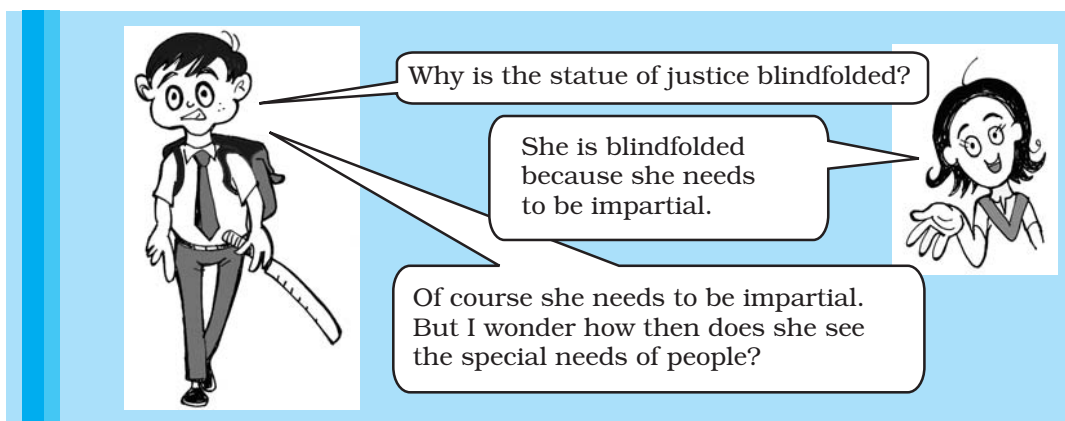 Why is the statue of justice blindfolded?
She is blindfolded
because she needs
to be impartial.
Of course she needs to be impartial.
But I wonder how then does she see
the special needs of people?